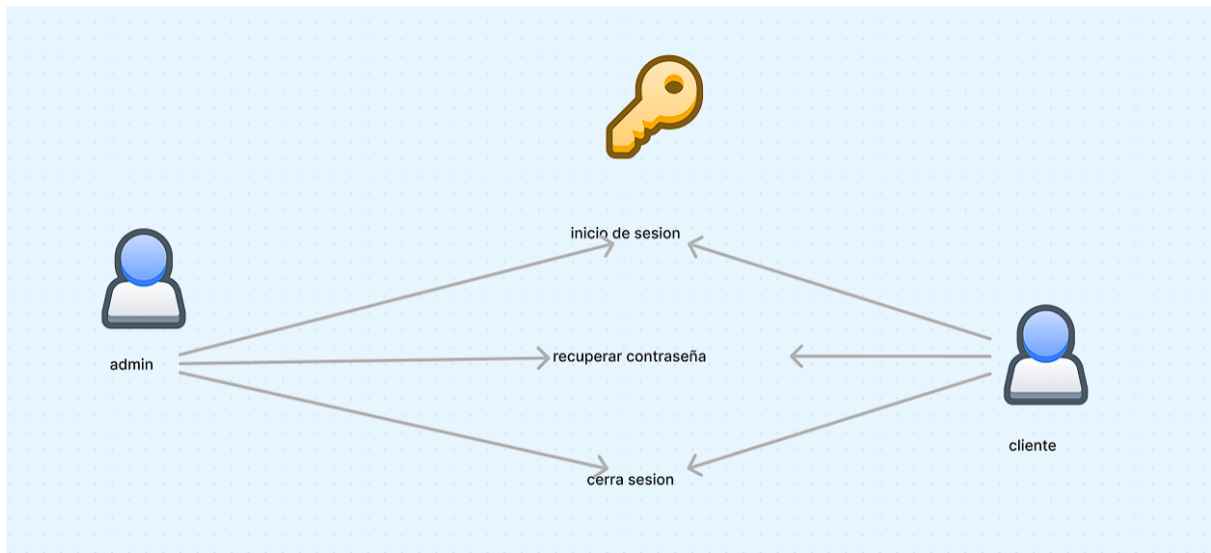 inicio de sesion
recuperar contraseña
admin
cliente
cerra sesion